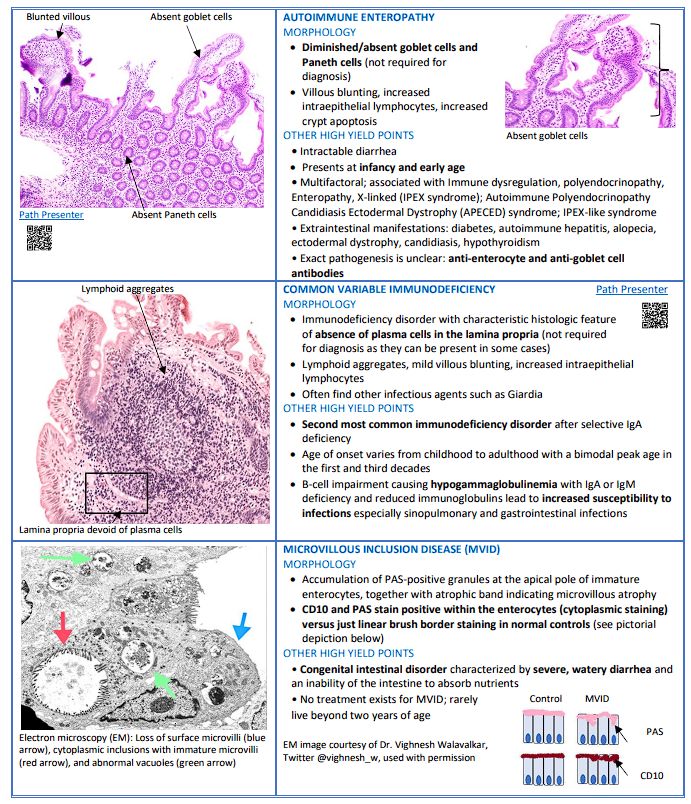 Blunted villous
Absent goblet cells
Path Presenter
Absent Paneth cells
AUTOIMMUNE ENTEROPATHY
MORPHOLOGY
• Diminished/absent goblet cells and
Paneth cells (not required for
diagnosis)
• Villous blunting, increased
intraepithelial lymphocytes, increased
crypt apoptosis
Absent goblet cells
OTHER HIGH YIELD POINTS
• Intractable diarrhea
• Presents at infancy and early age
• Multifactoral; associated with Immune dysregulation, polyendocrinopathy,
Enteropathy, X-linked (IPEX syndrome); Autoimmune Polyendocrinopathy
Candidiasis Ectodermal Dystrophy (APECED) syndrome; IPEX-like syndrome
• Extraintestinal manifestations: diabetes, autoimmune hepatitis, alopecia,
ectodermal dystrophy, candidiasis, hypothyroidism
• Exact pathogenesis is unclear: anti-enterocyte and anti-goblet cell
antibodies
Lymphoid aggregates
Lamina propria devoid of plasma cells
COMMON VARIABLE IMMUNODEFICIENCY
Path Presenter
MORPHOLOGY
• Immunodeficiency disorder with characteristic histologic feature
of absence of plasma cells in the lamina propria (not required
for diagnosis as they can be present in some cases)
• Lymphoid aggregates, mild villous blunting, increased intraepithelial
lymphocytes
• Often find other infectious agents such as Giardia
OTHER HIGH YIELD POINTS
• Second most common immunodeficiency disorder after selective IgA
deficiency
• Age of onset varies from childhood to adulthood with a bimodal peak age in
the first and third decades
• B-cell impairment causing hypogammaglobulinemia with IgA or IgM
deficiency and reduced immunoglobulins lead to increased susceptibility to
infections especially sinopulmonary and gastrointestinal infections
Electron microscopy (EM): Loss of surface microvilli (blue
arrow), cytoplasmic inclusions with immature microvilli
(red arrow), and abnormal vacuoles (green arrow)
MICROVILLOUS INCLUSION DISEASE (MVID)
MORPHOLOGY
• Accumulation of PAS-positive granules at the apical pole of immature
enterocytes, together with atrophic band indicating microvillous atrophy
• CD10 and PAS stain positive within the enterocytes (cytoplasmic staining)
versus just linear brush border staining in normal controls (see pictorial
depiction below)
OTHER HIGH YIELD POINTS
• Congenital intestinal disorder characterized by severe, watery diarrhea and
an inability of the intestine to absorb nutrients
• No treatment exists for MVID; rarely
live beyond two years of age
EM image courtesy of Dr. Vighnesh Walavalkar,
Twitter @vighnesh_w, used with permission
Control
MVID
PAS
CD10